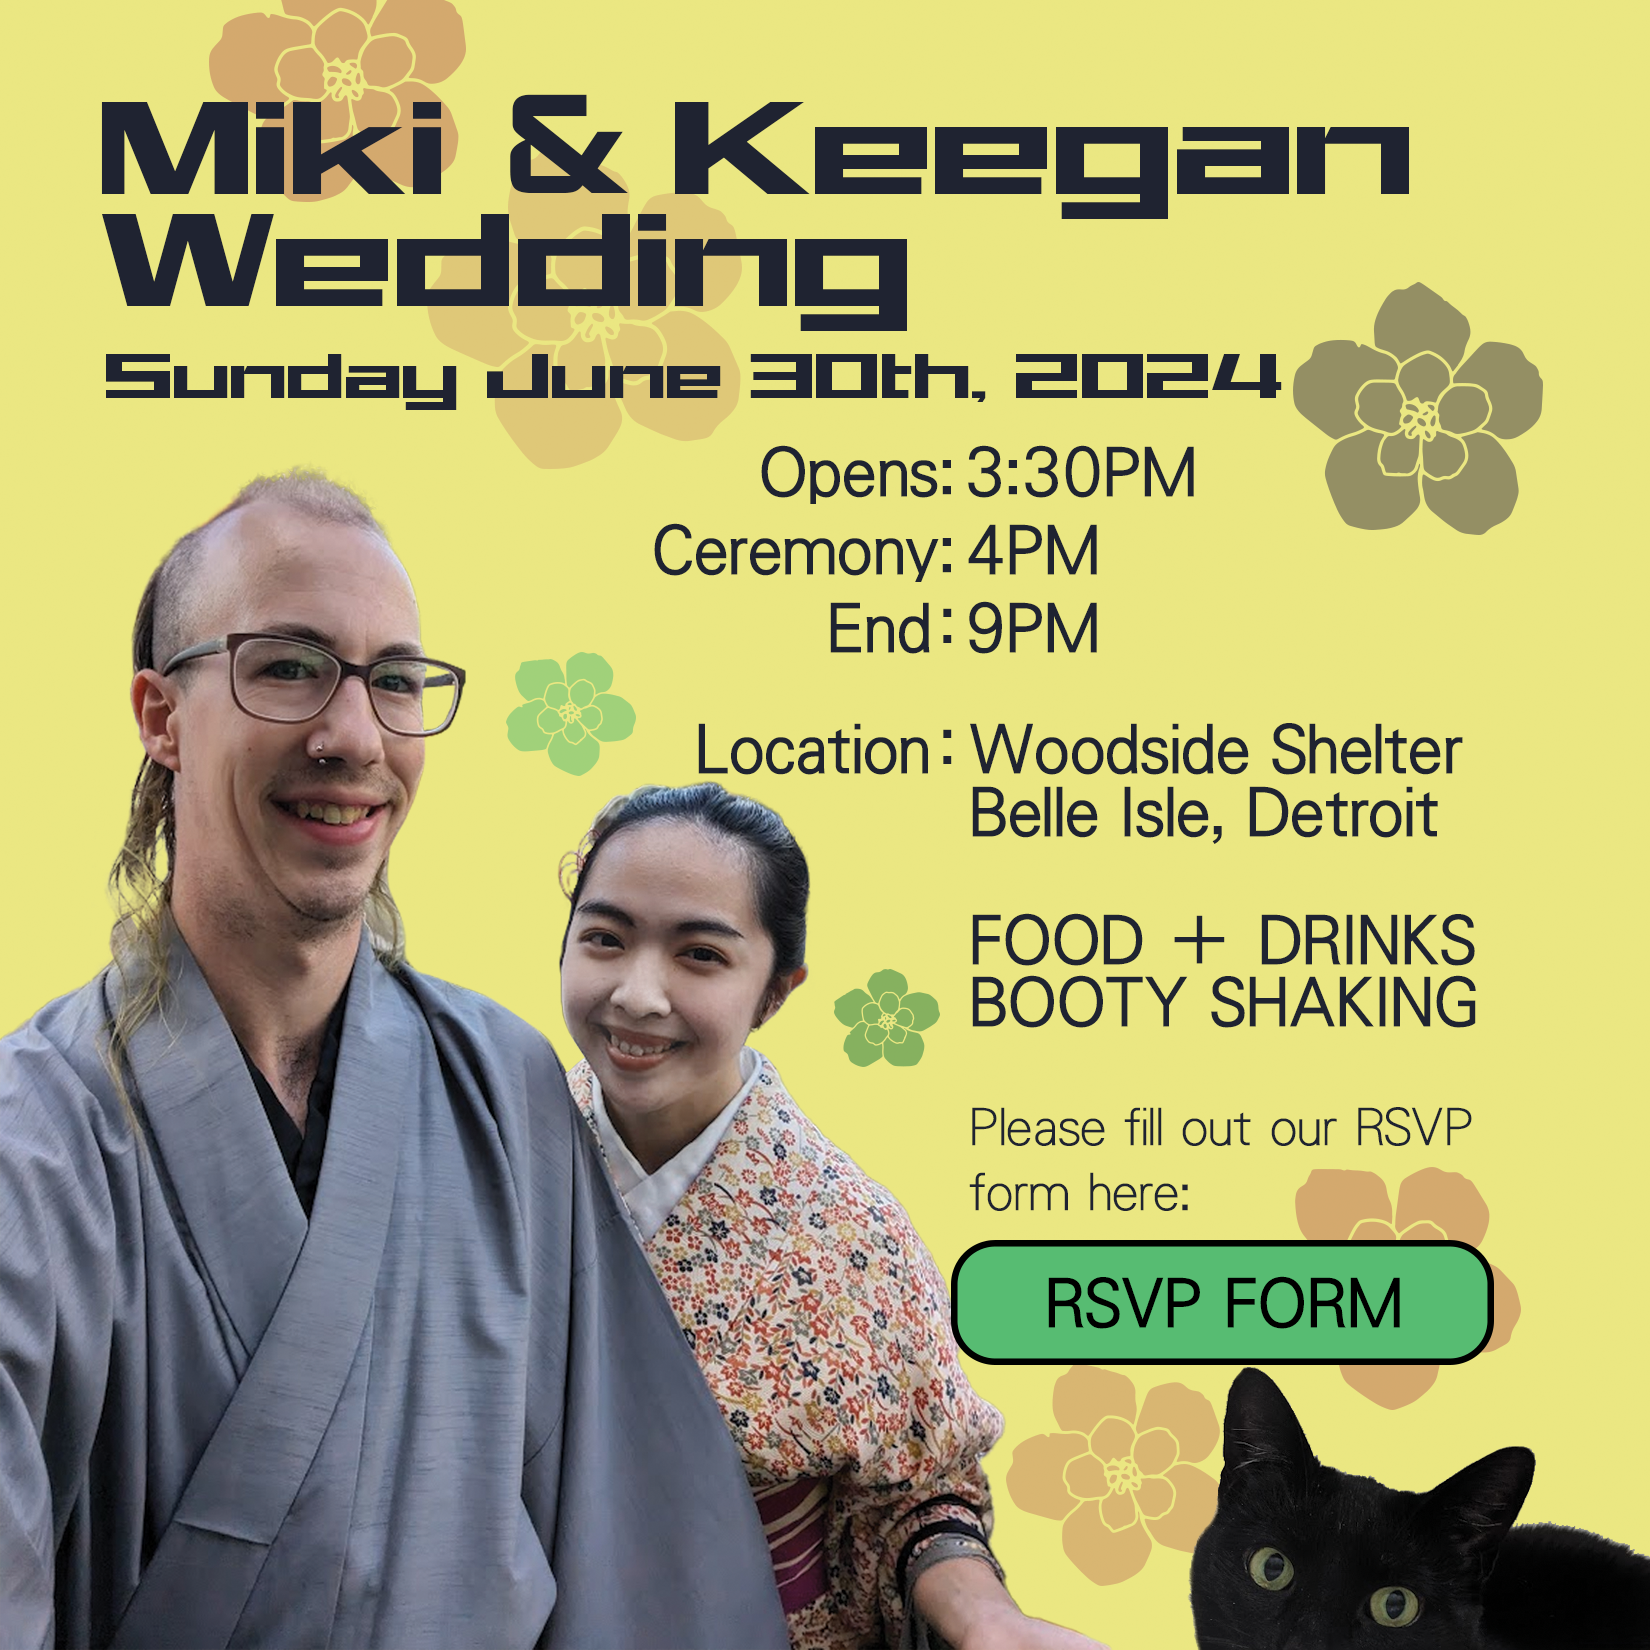 Miki & Keegan
Wedding
Sunday June 30th, 2024
Opens: 3:30PM
Ceremony: 4PM
End: 9PM
Location: Woodside Shelter
Belle Isle, Detroit
FOOD + DRINKS
BOOTY SHAKING
Please fill out our RSVP
form here:
RSVP FORM